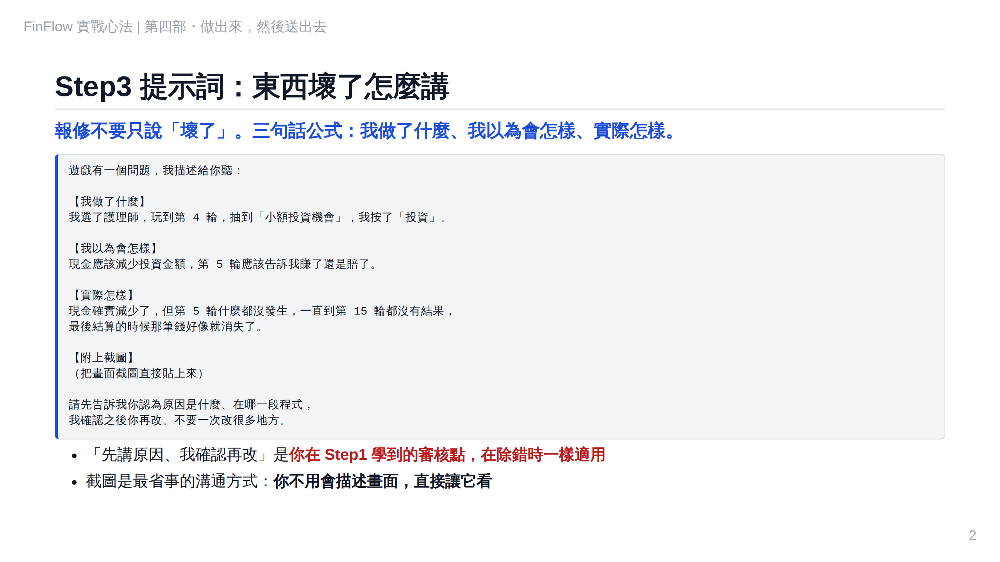 FinFlow 實戰心法 | 第四部・做出來，然後送出去
Step3 提示詞：東西壞了怎麼講
報修不要只說「壞了」。三句話公式：我做了什麼、我以為會怎樣、實際怎樣。
遊戲有一個問題，我描述給你聽：
【我做了什麼】
我選了護理師，玩到第 4 輪，抽到「小額投資機會」，我按了「投資」。
【我以為會怎樣】
現金應該減少投資金額，第 5 輪應該告訴我賺了還是賠了。
【實際怎樣】
現金確實減少了，但第 5 輪什麼都沒發生，一直到第 15 輪都沒有結果，
最後結算的時候那筆錢好像就消失了。
【附上截圖】
（把畫面截圖直接貼上來）
請先告訴我你認為原因是什麼、在哪一段程式，
我確認之後你再改。不要一次改很多地方。
• 「先講原因、我確認再改」是你在 Step1 學到的審核點，在除錯時一樣適用
• 截圖是最省事的溝通方式：你不用會描述畫面，直接讓它看
2